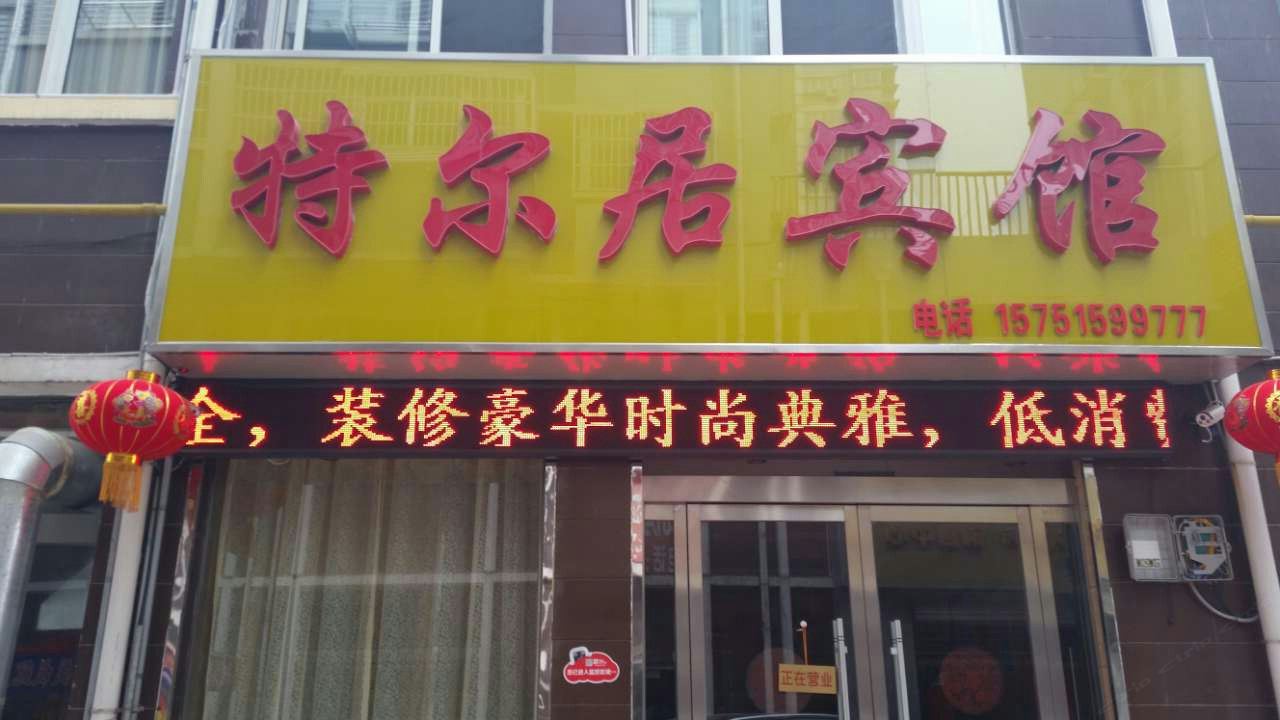 特尔居宾馆
电话 15751599777
全，装修豪华时尚典雅，低消
正在营业